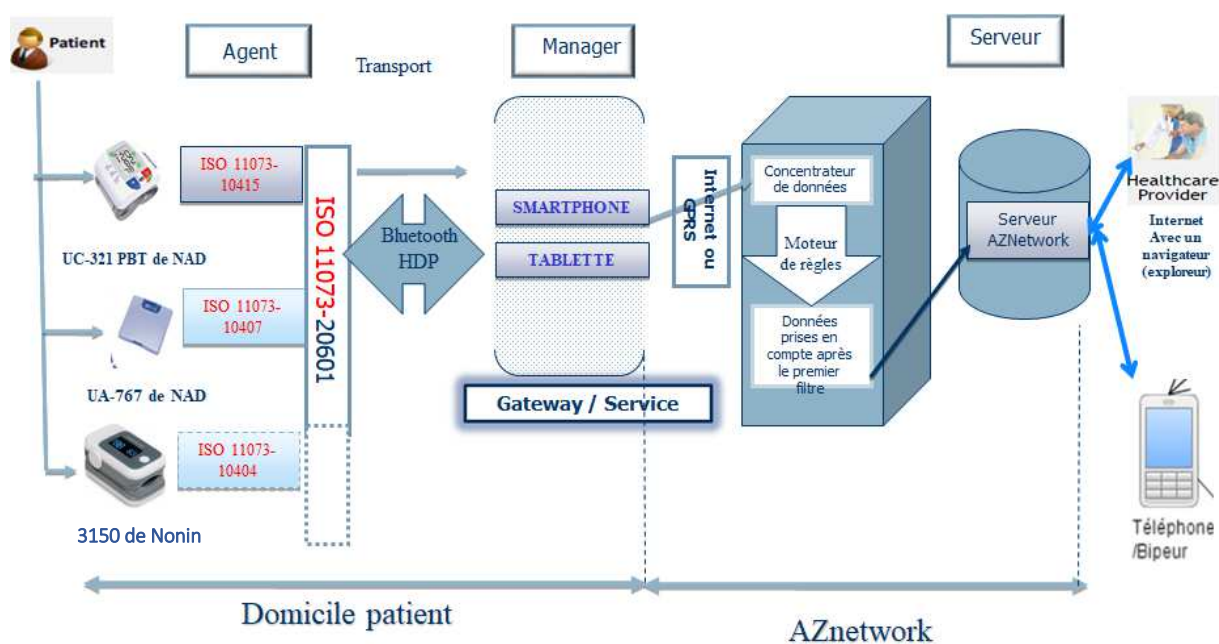 Patient
Agent
Transport
Manager
Serveur
ISO 11073-
10415
UC-321 PBT de NAD
ISO 11073-
10407
UA-767 de NAD
ISO 11073-
10404
3150 de Nonin
ISO 11073-20601
Bluetooth
HDP
SMARTPHONE
TABLETTE
Gateway / Service
Internet ou
GPRS
Concentrateur
de données
Moteur
de règles
Données
prises en
compte après
le premier
filtre
Serveur
AZNetwork
Healthcare
Provider
Internet
Avec un
navigateur
(exploreur)
Téléphone
/Bipeur
Domicile patient
AZnetwork